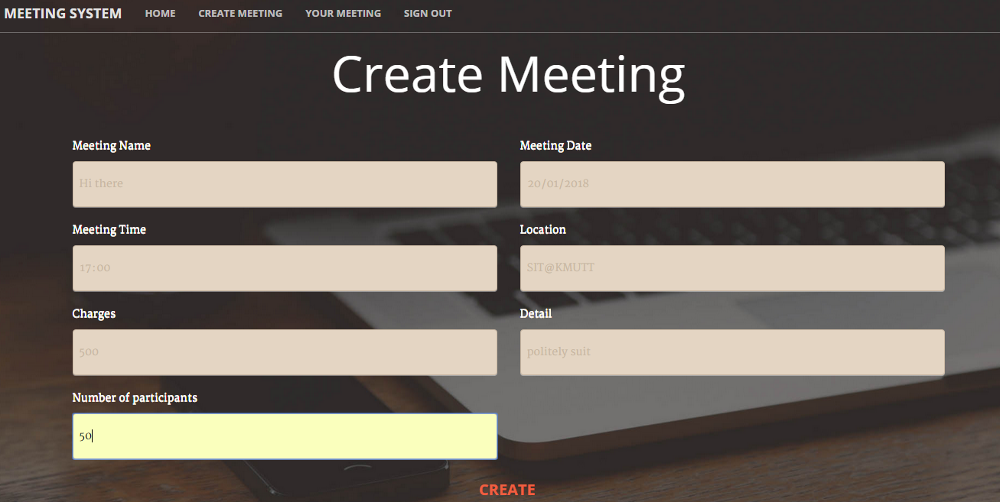 MEETING SYSTEM HOME CREATE MEETING YOUR MEETING SIGN OUT
Create Meeting
Meeting Name Meeting Date
Hi there 20/01/2018
Meeting Time Location
17:00 SIT@KMUTT
Charges Detail
500 politely suit
Number of participants
50
CREATE